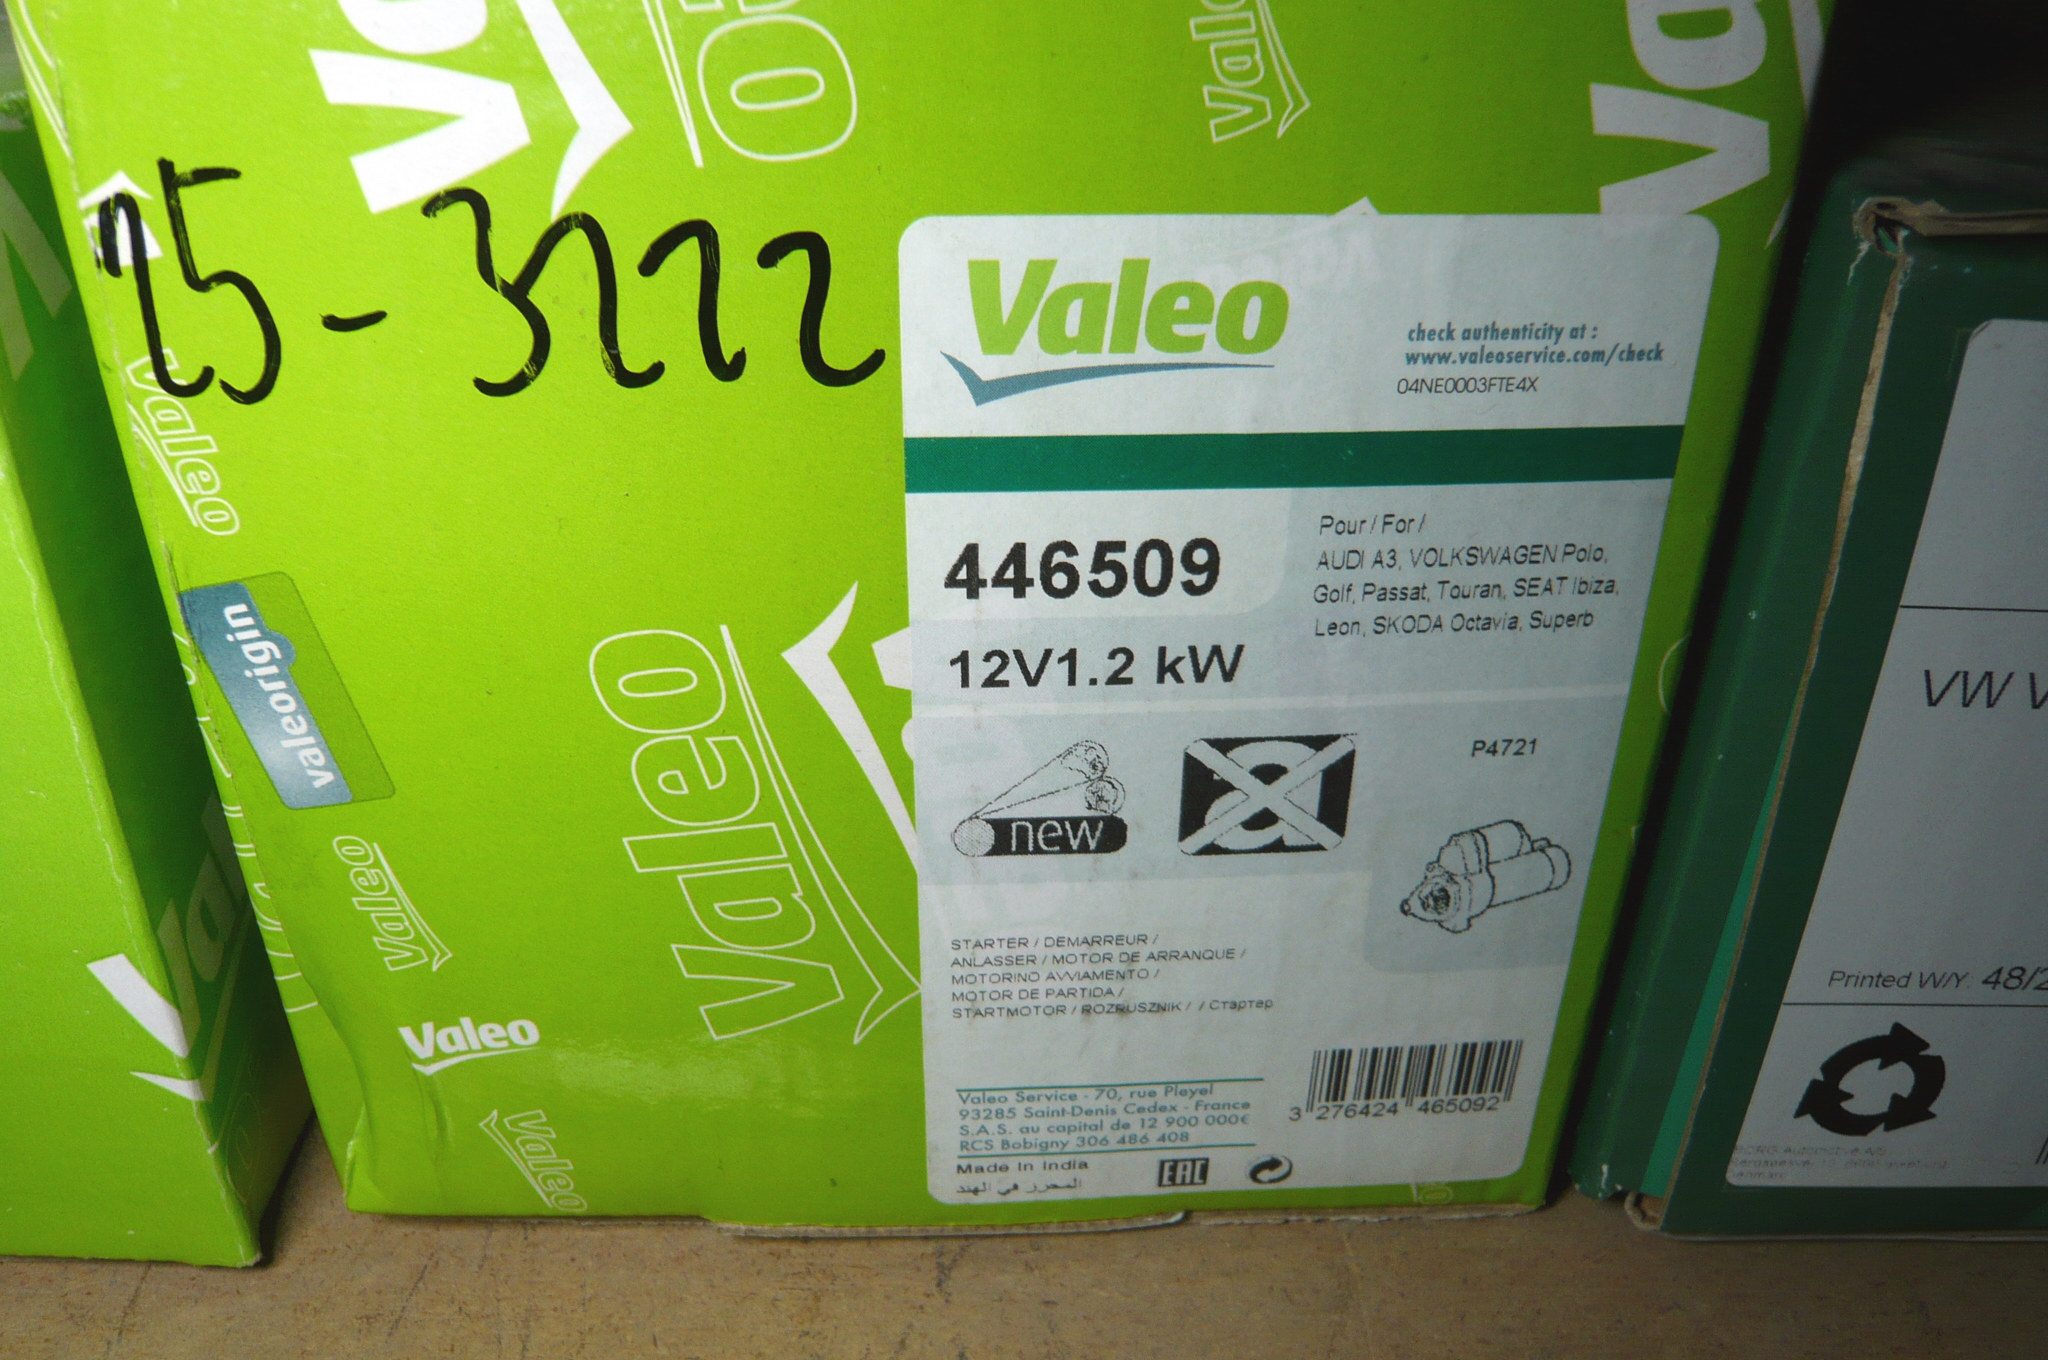 25-3222
Valeo
check authenticity at :
www.valeoservice.com/check
04NE0003FTE4X
446509
12V1.2 kW
Pour / For /
AUDI A3, VOLKSWAGEN Polo,
Golf, Passat, Touran, SEAT Ibiza,
Leon, SKODA Octavia, Superb
new
a
P4721
STARTER / DEMARREUR /
ANLASSER / MOTOR DE ARRANQUE /
MOTORINO AVVIAMENTO /
MOTOR DE PARTIDA /
STARTMOTOR / ROZRUSZNIK / / Стартер
Valeo Service - 70, rue Pleyel
93285 Saint-Denis Cedex - France
S.A.S. au capital de 12 900 000€
RCS Bobigny 306 486 408
Made In India
المحرر في الهند
EAC
3 276424 465092
valeorigin
Valeo
Valeo
Valeo
Valeo
Valeo
Valeo
VW
Printed W/Y. 48/2